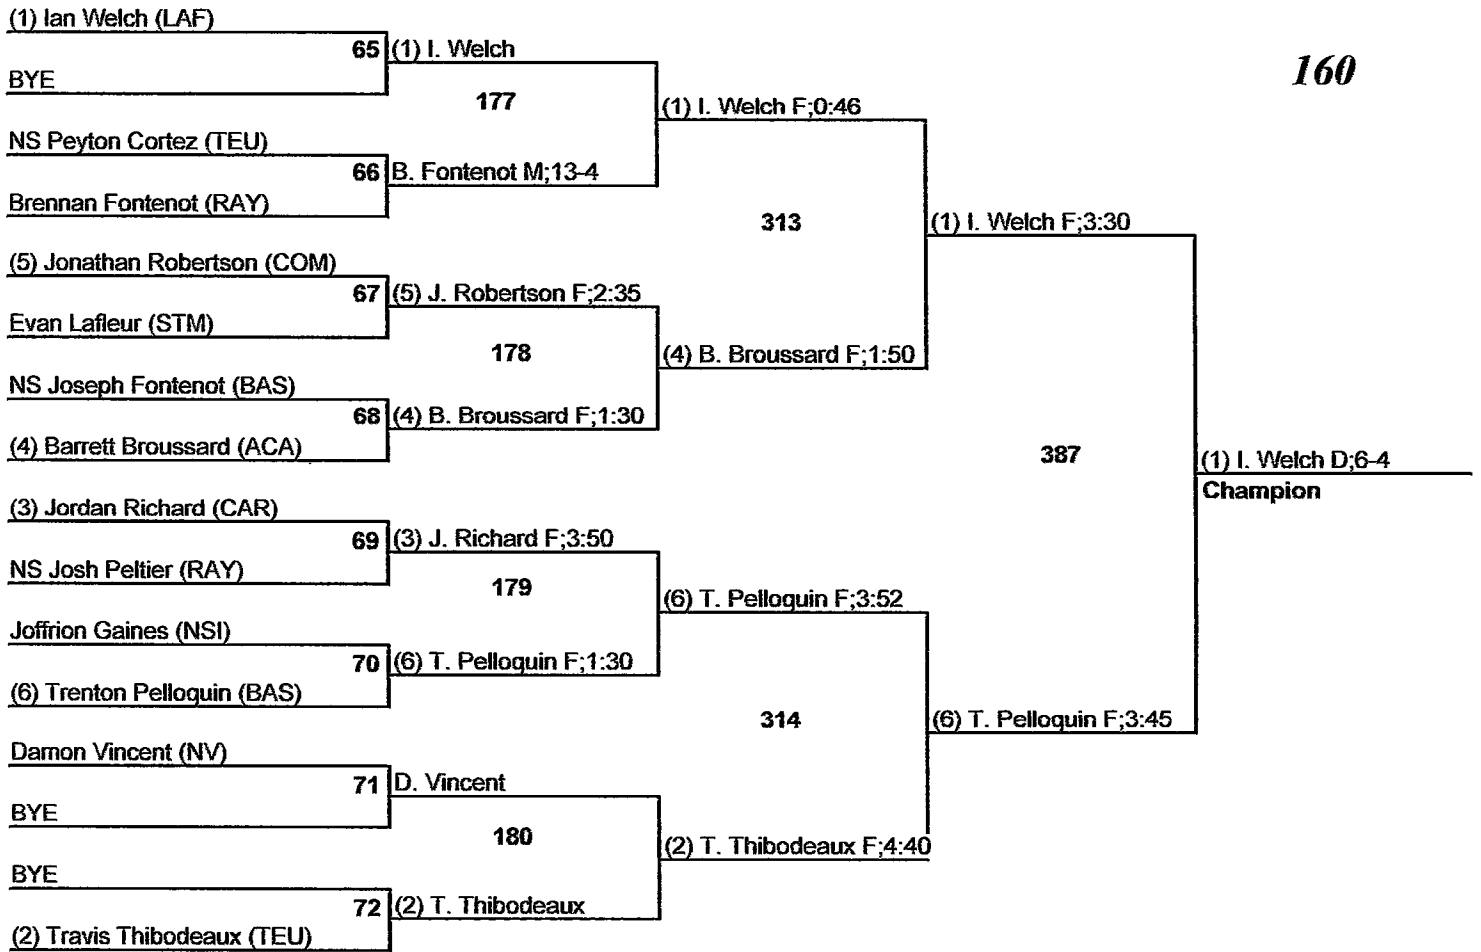 (1) Ian Welch (LAF)
65
(1) I. Welch
BYE
160
177
(1) I. Welch F;0:46
NS Peyton Cortez (TEU)
66
B. Fontenot M;13-4
Brennan Fontenot (RAY)
313
(1) I. Welch F;3:30
(5) Jonathan Robertson (COM)
67
(5) J. Robertson F;2:35
Evan Lafleur (STM)
178
(4) B. Broussard F;1:50
NS Joseph Fontenot (BAS)
68
(4) B. Broussard F;1:30
(4) Barrett Broussard (ACA)
387
(1) I. Welch D;6-4
Champion
(3) Jordan Richard (CAR)
69
(3) J. Richard F;3:50
NS Josh Peltier (RAY)
179
(6) T. Pelloquin F;3:52
Joffrion Gaines (NSI)
70
(6) T. Pelloquin F;1:30
(6) Trenton Pelloquin (BAS)
314
(6) T. Pelloquin F;3:45
Damon Vincent (NV)
71
D. Vincent
BYE
180
(2) T. Thibodeaux F;4:40
BYE
72
(2) T. Thibodeaux
(2) Travis Thibodeaux (TEU)